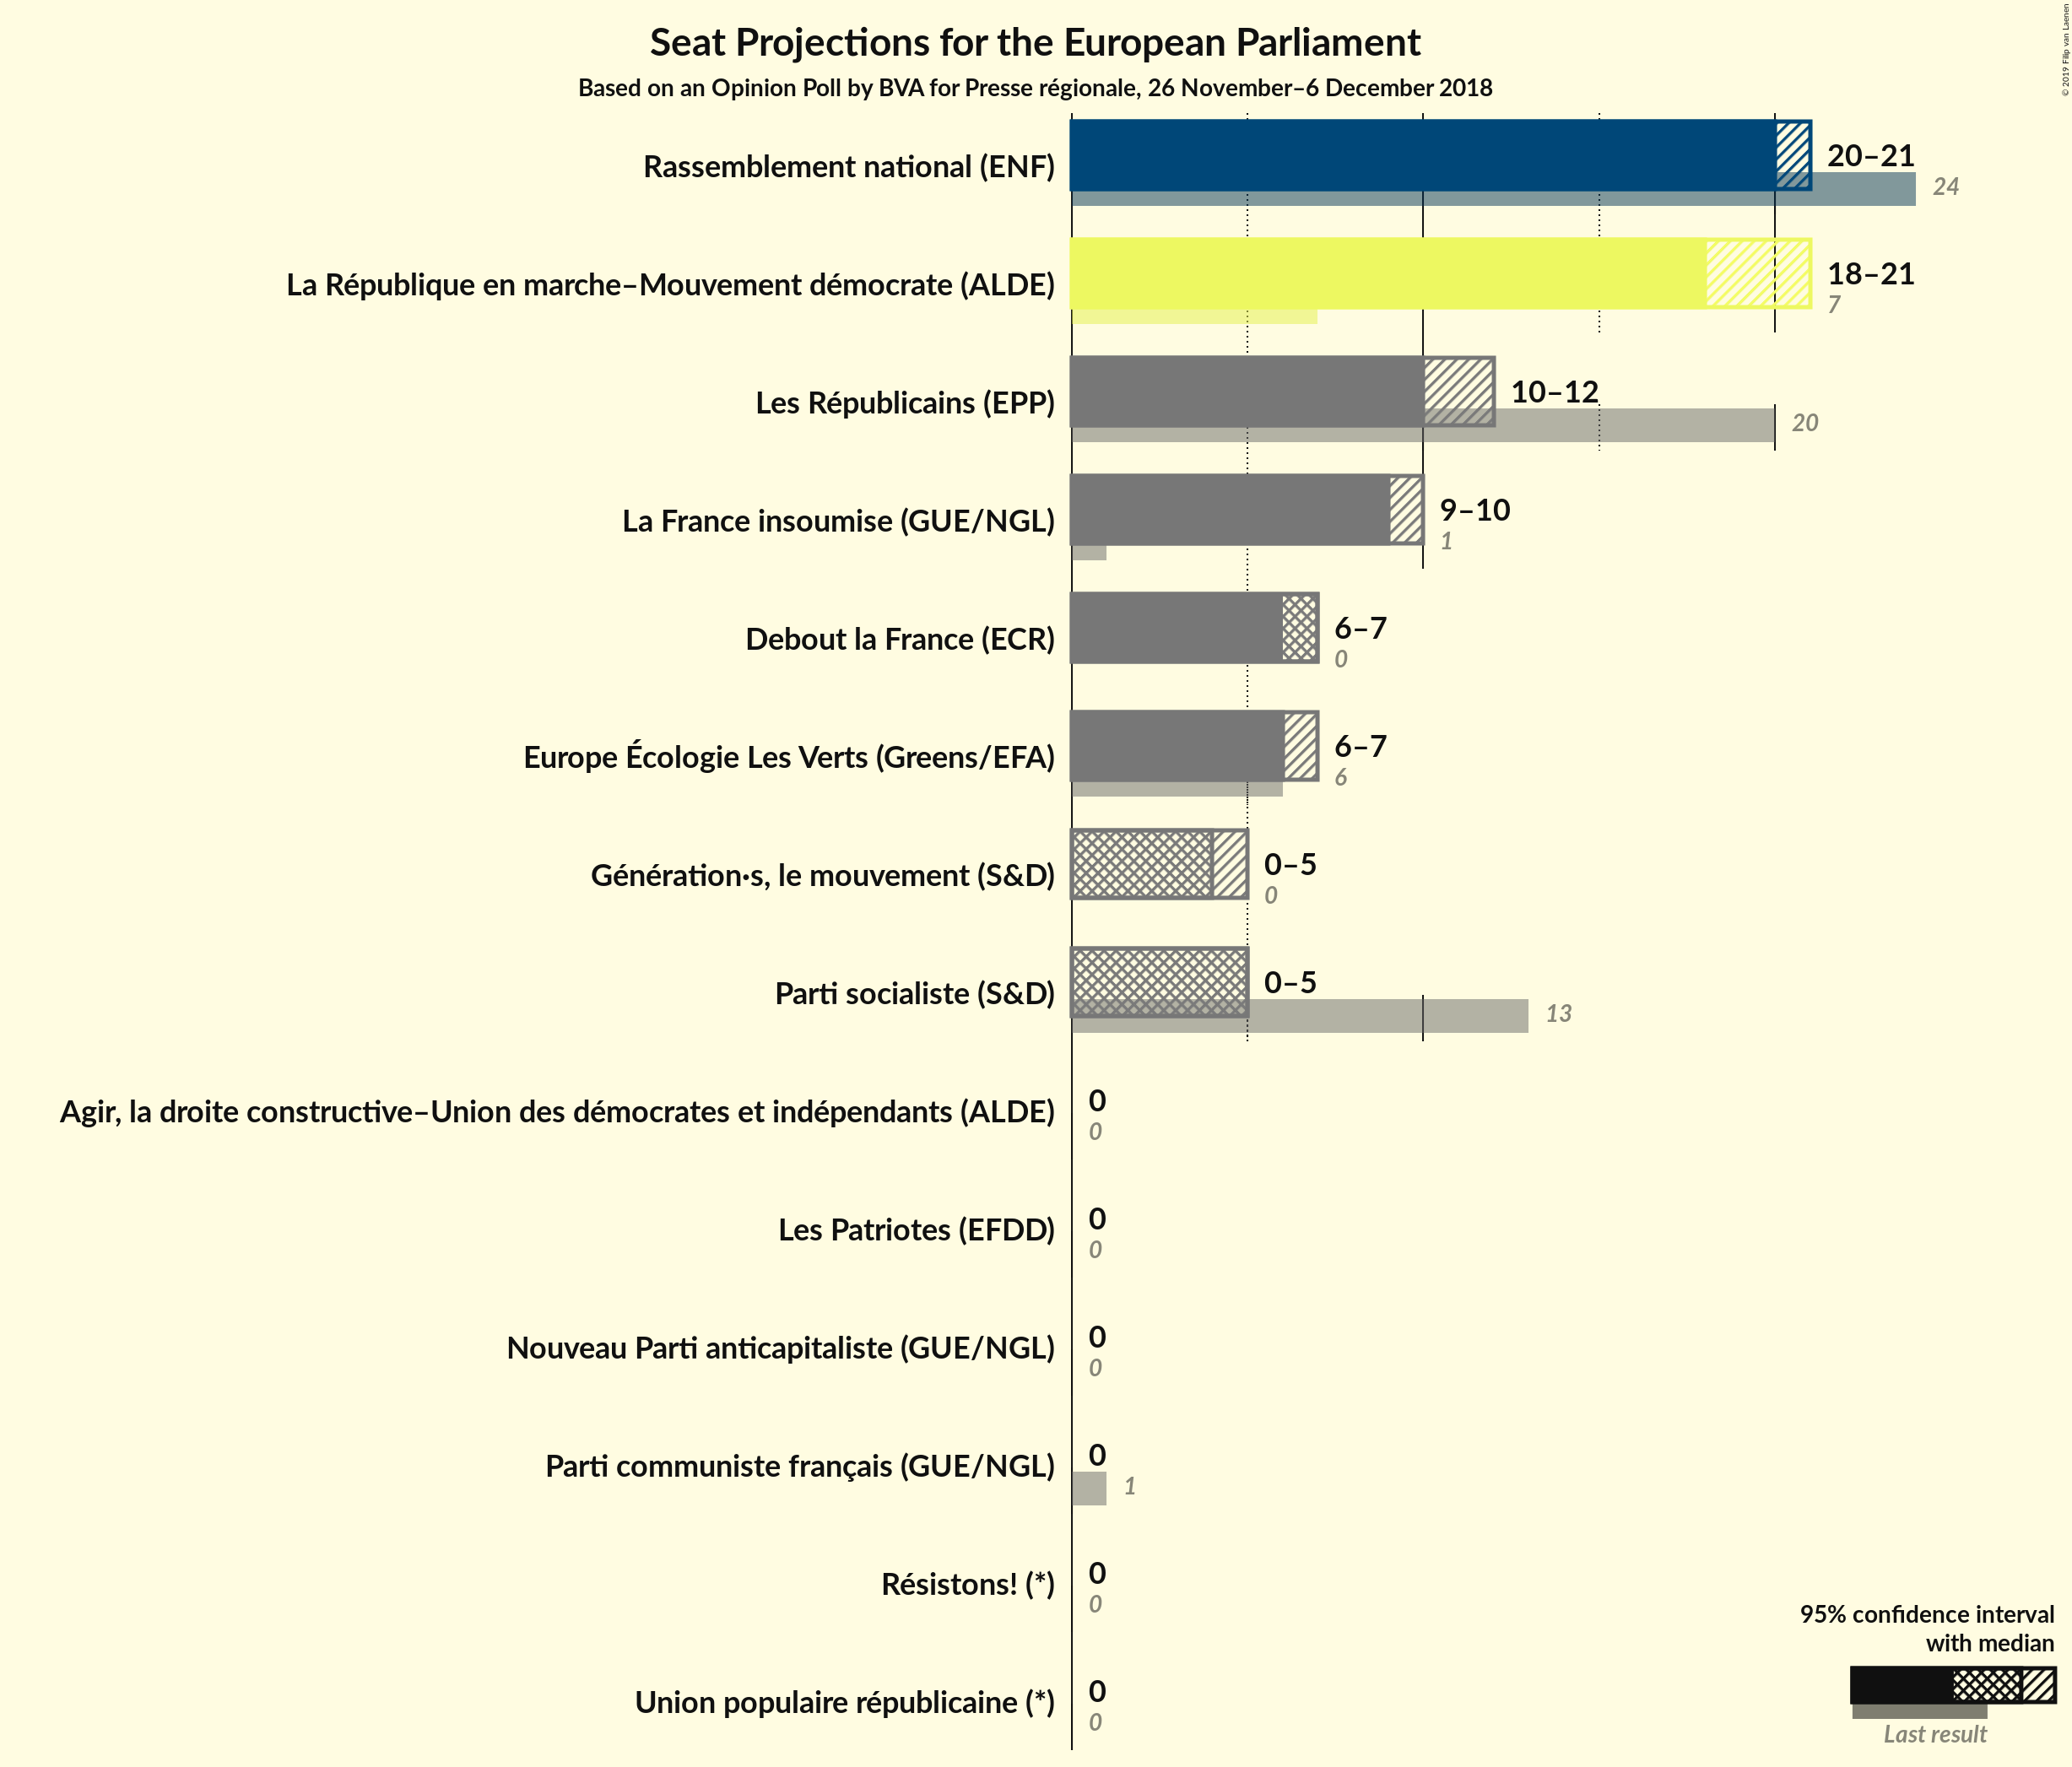 Seat Projections for the European Parliament
Based on an Opinion Poll by BVA for Presse régionale, 26 November–6 December 2018
© 2019 Filip van Laenen
Rassemblement national (ENF)
20–21
24
La République en marche–Mouvement démocrate (ALDE)
18–21
7
Les Républicains (EPP)
10–12
20
La France insoumise (GUE/NGL)
9–10
1
Debout la France (ECR)
6–7
0
Europe Écologie Les Verts (Greens/EFA)
6–7
6
Génération·s, le mouvement (S&D)
0–5
0
Parti socialiste (S&D)
0–5
13
Agir, la droite constructive–Union des démocrates et indépendants (ALDE)
0
0
Les Patriotes (EFDD)
0
0
Nouveau Parti anticapitaliste (GUE/NGL)
0
0
Parti communiste français (GUE/NGL)
0
1
Résistons! (*)
0
0
Union populaire républicaine (*)
0
0
95% confidence interval
with median
Last result